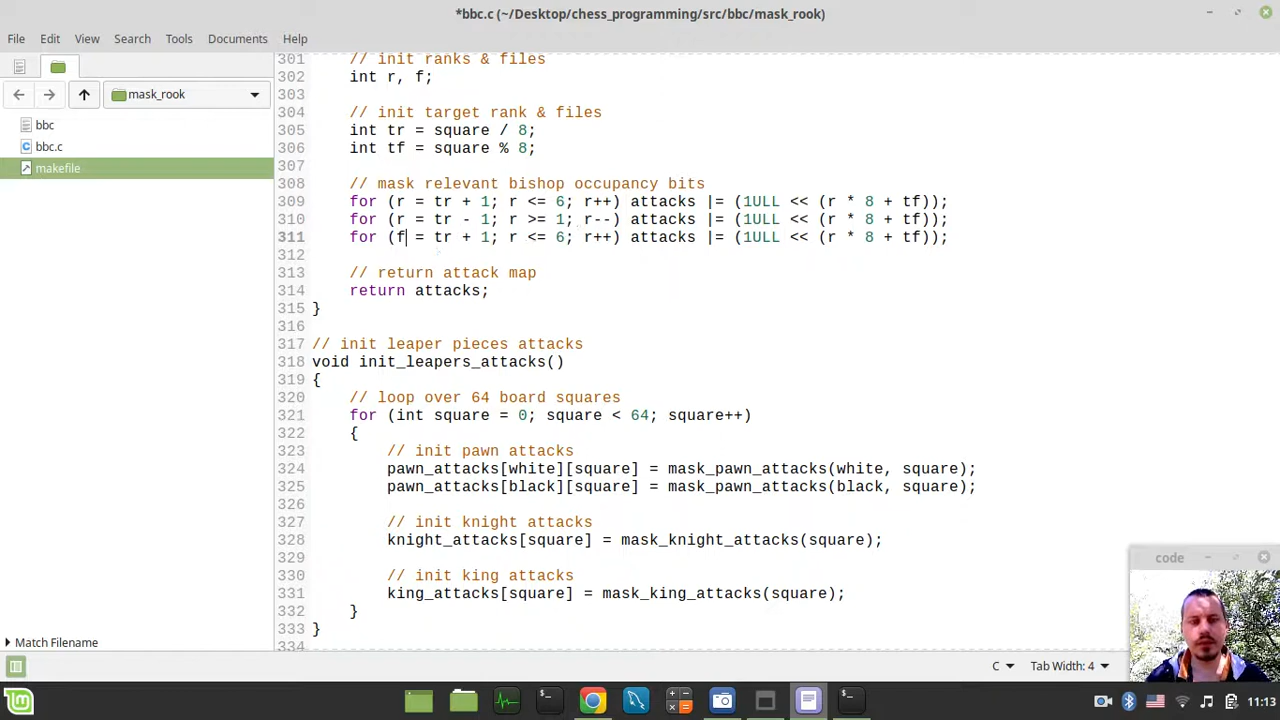 *bbc.c (~/Desktop/chess_programming/src/bbc/mask_rook)
File Edit View Search Tools Documents Help
mask_rook
bbc
bbc.c
makefile
Match Filename
301 // init ranks & files
302 int r, f;
303
304 // init target rank & files
305 int tr = square / 8;
306 int tf = square % 8;
307
308 // mask relevant bishop occupancy bits
309 for (r = tr + 1; r <= 6; r++) attacks |= (1ULL << (r * 8 + tf));
310 for (r = tr - 1; r >= 1; r--) attacks |= (1ULL << (r * 8 + tf));
311 for (f = tr + 1; r <= 6; r++) attacks |= (1ULL << (r * 8 + tf));
312
313 // return attack map
314 return attacks;
315 }
316
317 // init leaper pieces attacks
318 void init_leapers_attacks()
319 {
320 // loop over 64 board squares
321 for (int square = 0; square < 64; square++)
322 {
323 // init pawn attacks
324 pawn_attacks[white][square] = mask_pawn_attacks(white, square);
325 pawn_attacks[black][square] = mask_pawn_attacks(black, square);
326
327 // init knight attacks
328 knight_attacks[square] = mask_knight_attacks(square);
329
330 // init king attacks
331 king_attacks[square] = mask_king_attacks(square);
332 }
333 }
334
code
C Tab Width: 4
11:13